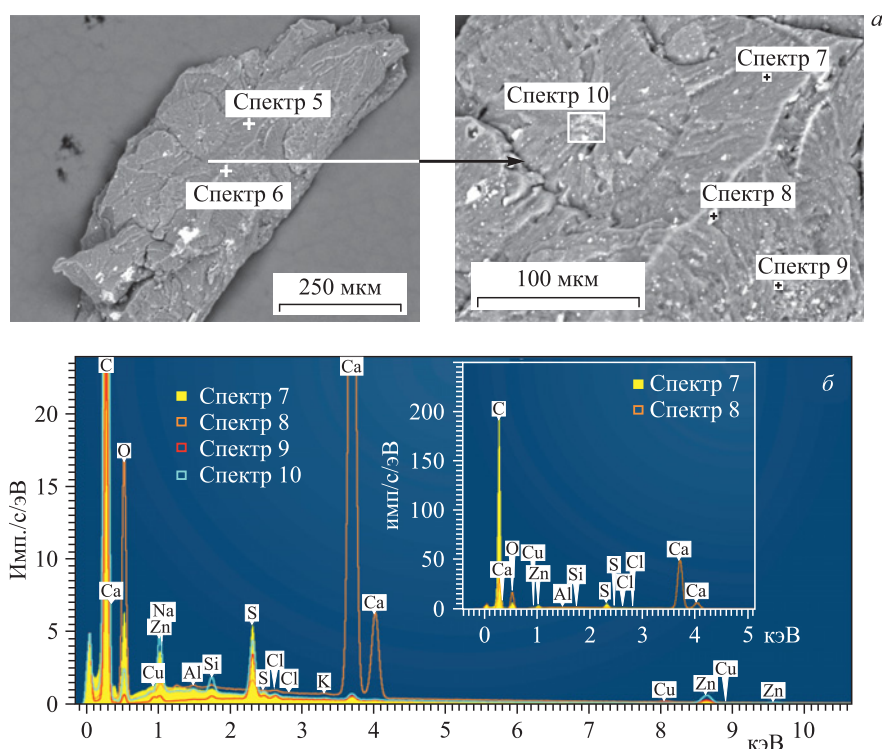 а
Спектр 5
Спектр 6
250 мкм
Спектр 7
Спектр 10
Спектр 8
Спектр 9
100 мкм
б
Имп./с/эВ
20
15
10
5
0
C
Ca
O
Na
Zn
Cu
Al
Si
S
S
Cl
Cl
K
Ca
Ca
Cu
Zn
Cu
Zn
Спектр 7
Спектр 8
Спектр 9
Спектр 10
0 1 2 3 4 5 6 7 8 9 10
кэВ
имп/с/эВ
200
150
100
50
0
Спектр 7
Спектр 8
C
Ca
O
Cu
Zn
Al
Si
S
S
Cl
Cl
Ca
Ca
0 1 2 3 4 5 кэВ